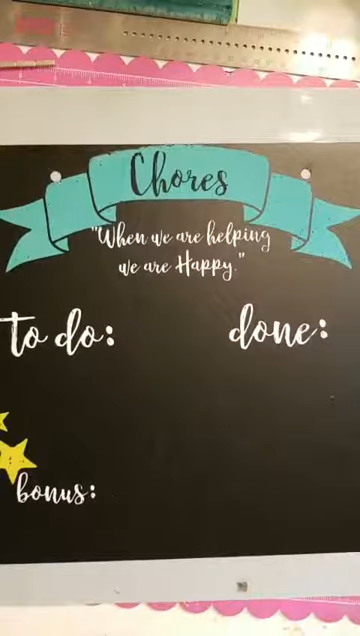 Chores
"When we are helping
we are Happy."
to do:
done:
bonus: